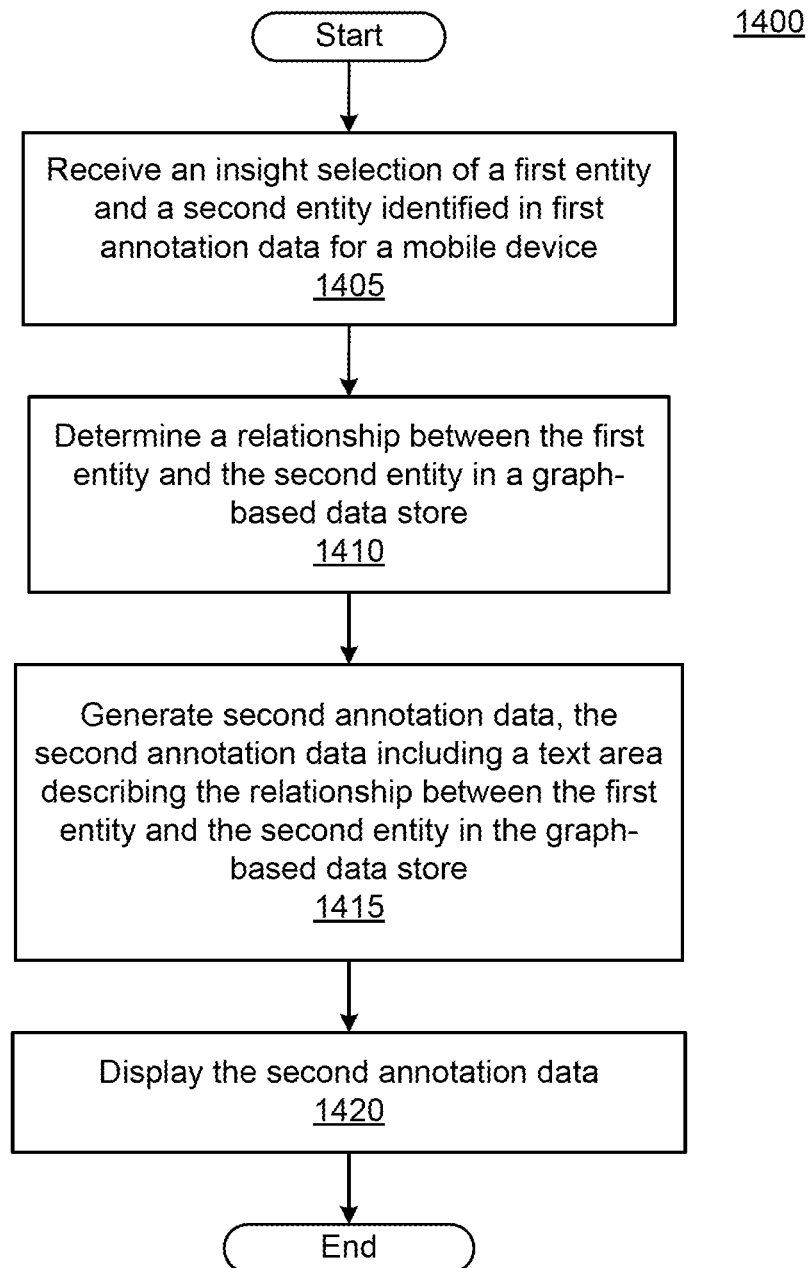 1400
Start
Receive an insight selection of a first entity
and a second entity identified in first
annotation data for a mobile device
1405
Determine a relationship between the first
entity and the second entity in a graph-
based data store
1410
Generate second annotation data, the
second annotation data including a text area
describing the relationship between the first
entity and the second entity in the graph-
based data store
1415
Display the second annotation data
1420
End